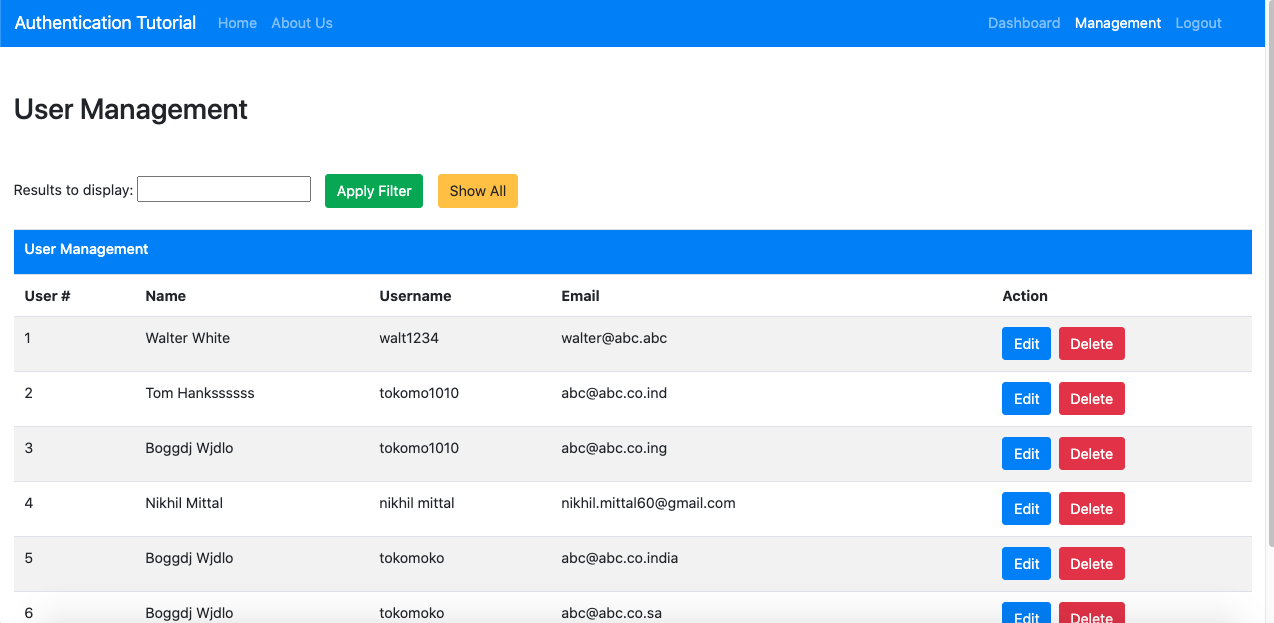 Authentication Tutorial Home About Us Dashboard Management Logout
User Management
Results to display: Apply Filter Show All
User Management
User # Name Username Email Action
1 Walter White walt1234 walter@abc.abc Edit Delete
2 Tom Hankssssss tokomo1010 abc@abc.co.ind Edit Delete
3 Boggdj Wjdlo tokomo1010 abc@abc.co.ing Edit Delete
4 Nikhil Mittal nikhil mittal nikhil.mittal60@gmail.com Edit Delete
5 Boggdj Wjdlo tokomoko abc@abc.co.india Edit Delete
6 Boggdj Wjdlo tokomoko abc@abc.co.sa Edit Delete